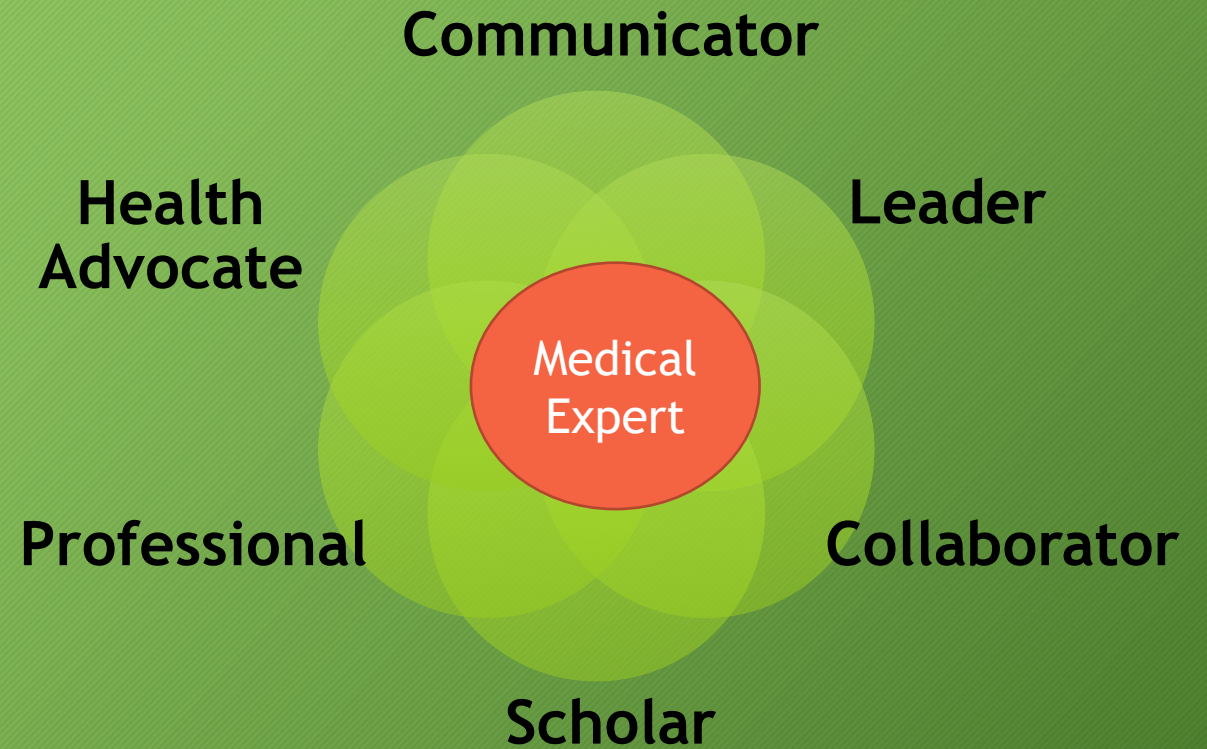 Communicator
Health
Advocate
Leader
Medical
Expert
Professional
Collaborator
Scholar